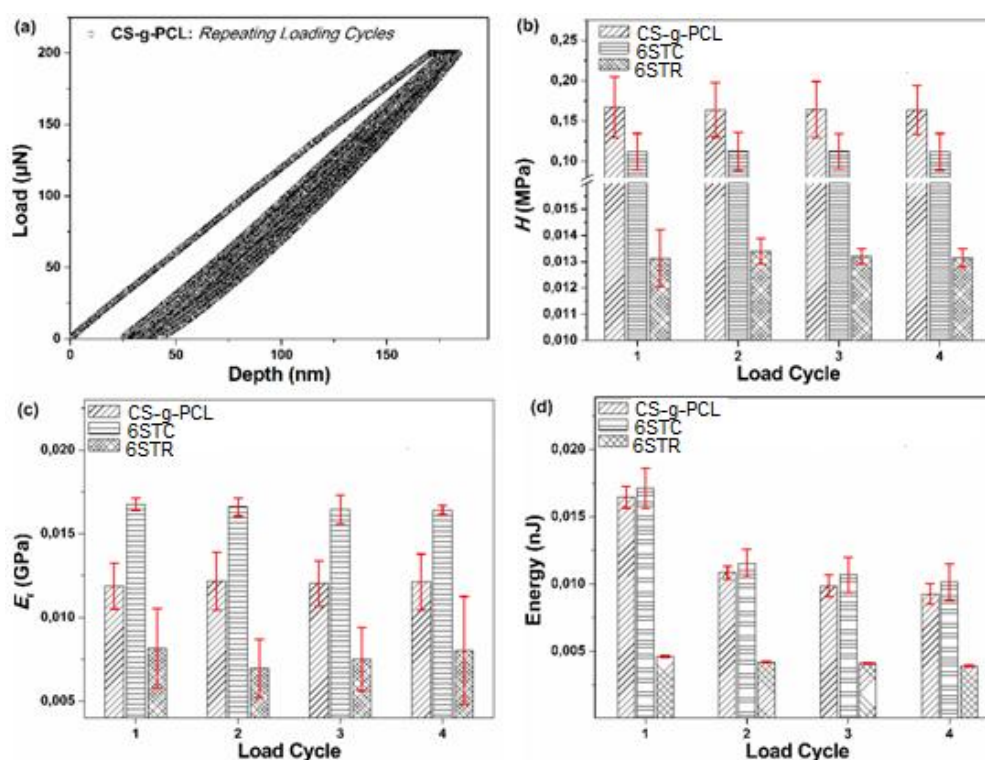 (a)
CS-g-PCL: Repeating Loading Cycles
200
150
100
50
0
0 50 100 150
Load (µN)
Depth (nm)
(b)
CS-g-PCL
6STC
6STR
0,25
0,20
0,15
0,10
0,015
0,014
0,013
0,012
0,011
0,010
H (MPa)
1 2 3 4
Load Cycle
(c)
CS-g-PCL
6STC
6STR
0,020
0,015
0,010
0,005
Er (GPa)
1 2 3 4
Load Cycle
(d)
CS-g-PCL
6STC
6STR
0,020
0,015
0,010
0,005
Energy (nJ)
1 2 3 4
Load Cycle